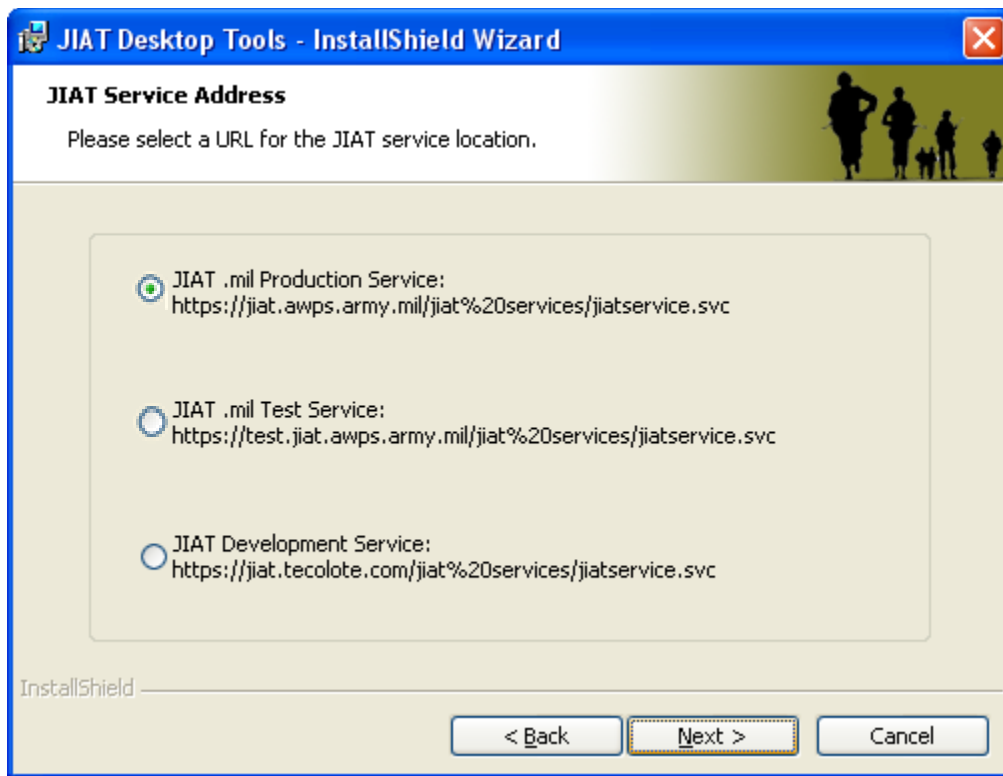 JIAT Desktop Tools - InstallShield Wizard
JIAT Service Address
Please select a URL for the JIAT service location.
JIAT .mil Production Service:
https://jiat.awps.army.mil/jiat%20services/jiatservice.svc
JIAT .mil Test Service:
https://test.jiat.awps.army.mil/jiat%20services/jiatservice.svc
JIAT Development Service:
https://jiat.tecolote.com/jiat%20services/jiatservice.svc
InstallShield
< Back
Next >
Cancel